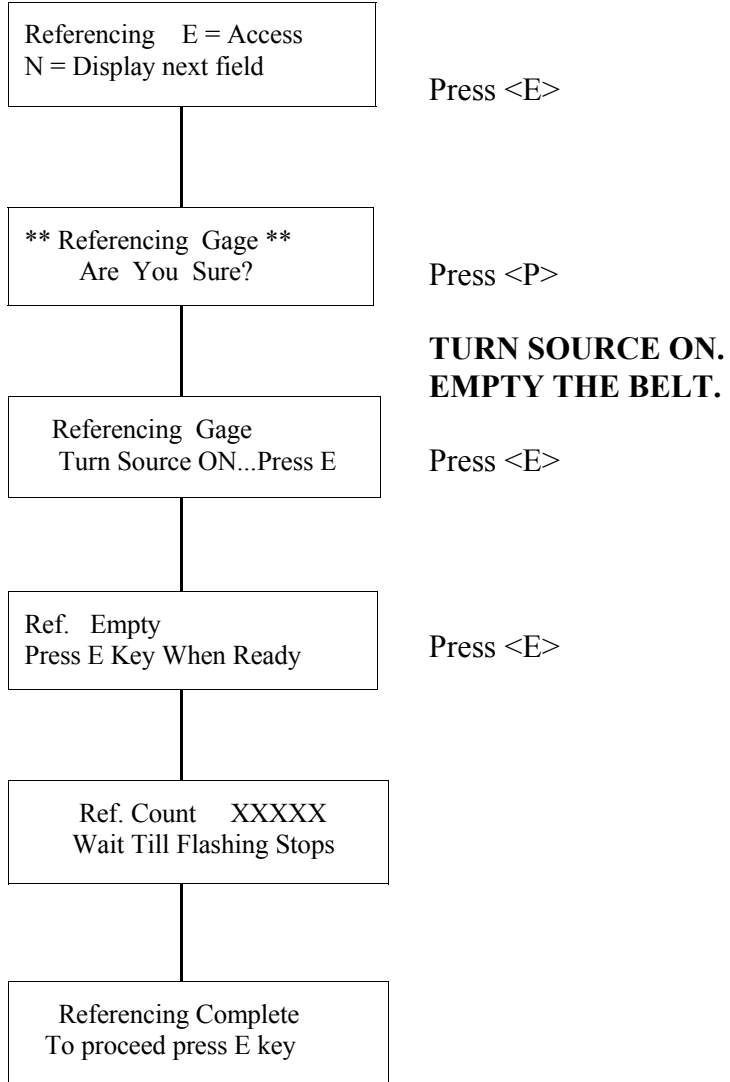 Referencing E = Access
N = Display next field
Press <E>
** Referencing Gage **
Are You Sure?
Press <P>
TURN SOURCE ON.
EMPTY THE BELT.
Referencing Gage
Turn Source ON...Press E
Press <E>
Ref. Empty
Press E Key When Ready
Press <E>
Ref. Count XXXXX
Wait Till Flashing Stops
Referencing Complete
To proceed press E key